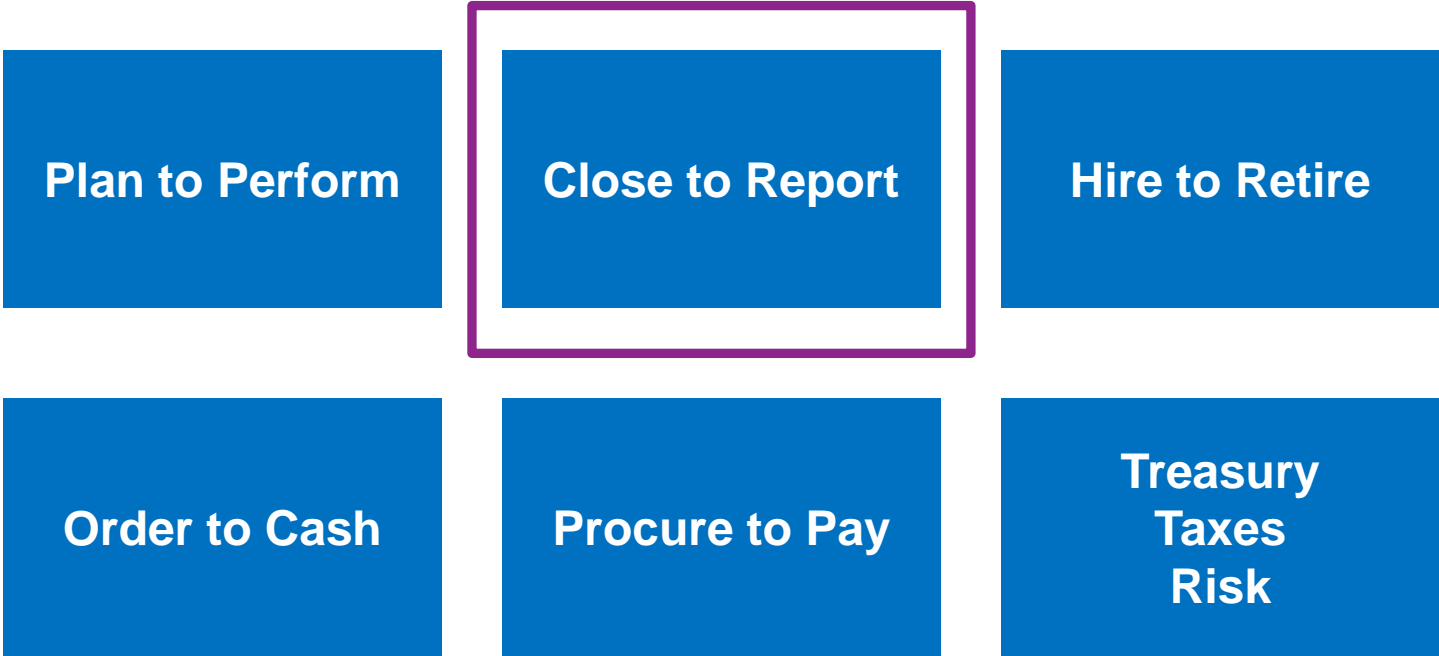 Plan to Perform
Close to Report
Hire to Retire
Order to Cash
Procure to Pay
Treasury
Taxes
Risk